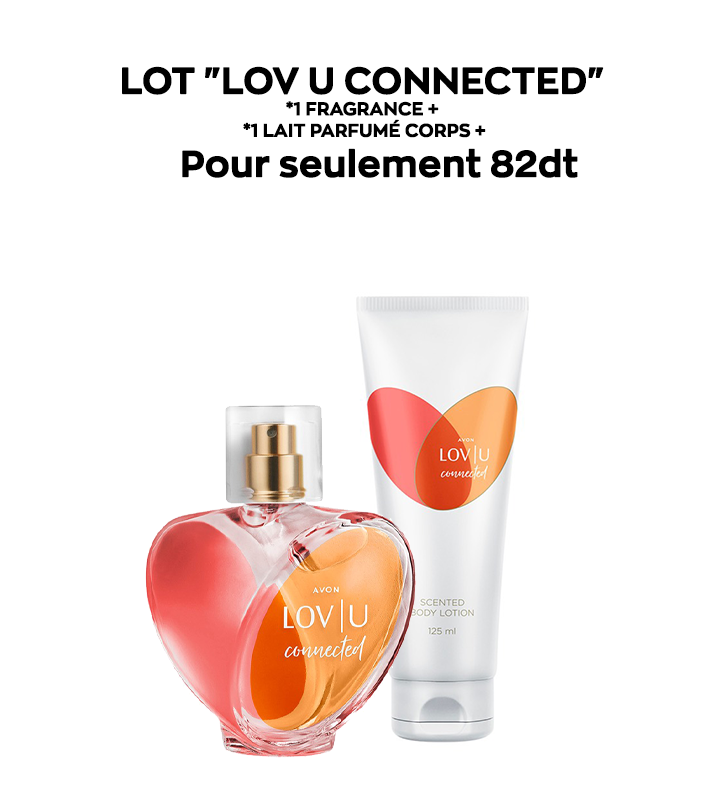 LOT "LOV U CONNECTED"
*1 FRAGRANCE +
*1 LAIT PARFUMÉ CORPS +
Pour seulement 82dt
AVON
LOV|U
connected
SCENTED
BODY LOTION
125 ml
AVON
LOV|U
connected